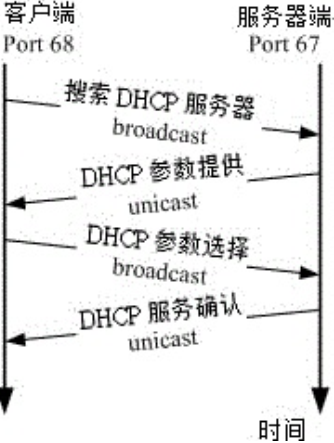 客户端
Port 68
服务器端
Port 67
搜索 DHCP 服务器
broadcast
DHCP 参数提供
unicast
DHCP 参数选择
broadcast
DHCP 服务确认
unicast
时间